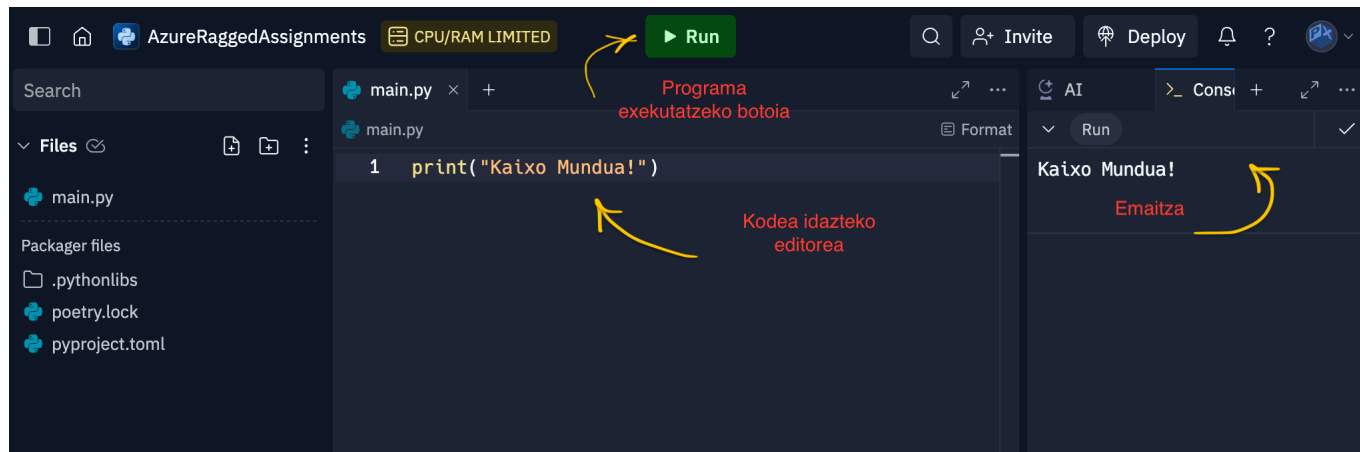 AzureRaggedAssignments CPU/RAM LIMITED Run Invite Deploy ?
Search
Files
main.py
Packager files
.pythonlibs
poetry.lock
pyproject.toml
main.py × +
main.py Format
1 print("Kaixo Mundua!")
Programa
exekutatzeko botoia
Kodea idazteko
editorea
AI >_ Cons +
Run
Kaixo Mundua!
Emaitza